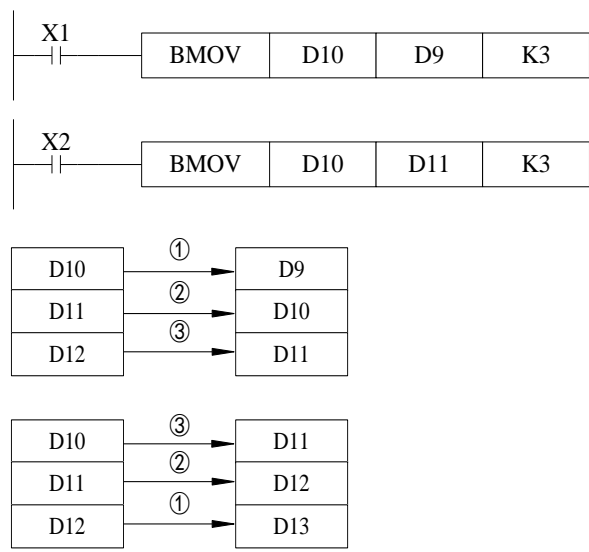 X1
BMOV D10 D9 K3
X2
BMOV D10 D11 K3
①
D10 D9
②
D11 D10
③
D12 D11
③
D10 D11
②
D11 D12
①
D12 D13